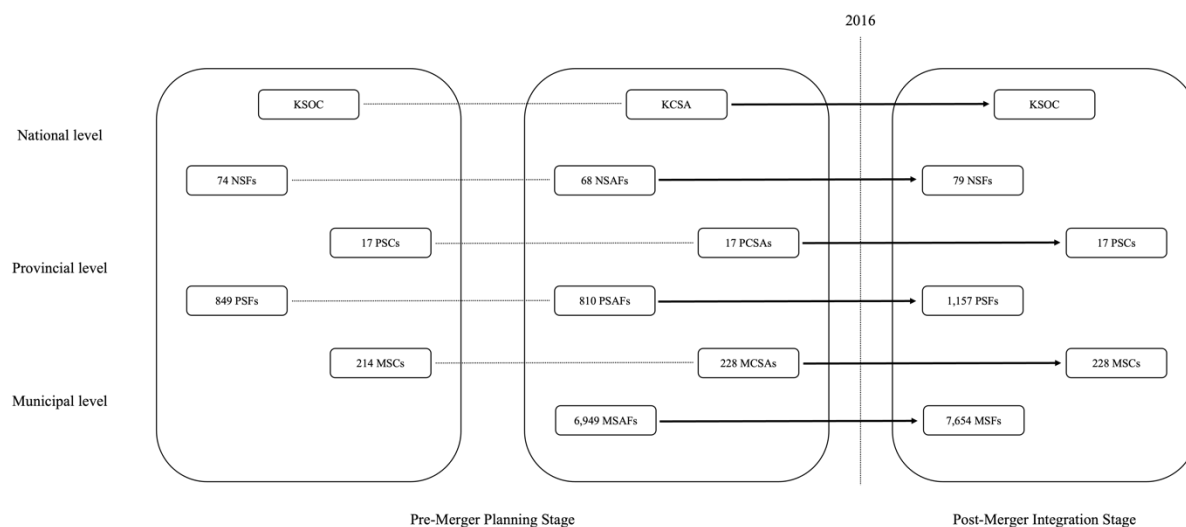 2016
National level
KSOC
KCSA
KSOC
74 NSFs
68 NSAFs
79 NSFs
Provincial level
17 PSCs
17 PCSAs
17 PSCs
849 PSFs
810 PSAFs
1,157 PSFs
Municipal level
214 MSCs
228 MCSAs
228 MSCs
6,949 MSAFs
7,654 MSFs
Pre-Merger Planning Stage
Post-Merger Integration Stage